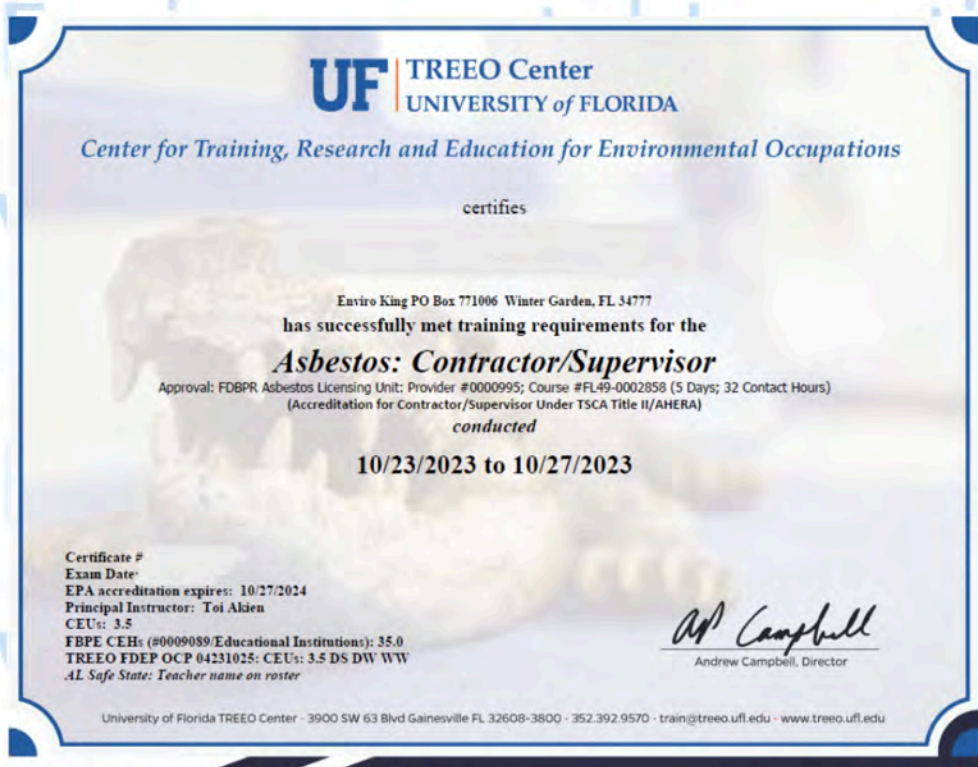 UF TREEO Center
UNIVERSITY of FLORIDA
Center for Training, Research and Education for Environmental Occupations
certifies
Enviro King PO Box 771006 Winter Garden, FL 34777
has successfully met training requirements for the
Asbestos: Contractor/Supervisor
Approval: FDBPR Asbestos Licensing Unit: Provider #0000995; Course #FL49-0002858 (5 Days; 32 Contact Hours)
(Accreditation for Contractor/Supervisor Under TSCA Title II/AHERA)
conducted
10/23/2023 to 10/27/2023
Certificate #
Exam Date:
EPA accreditation expires: 10/27/2024
Principal Instructor: Toi Akien
CEUs: 3.5
FBPE CEHs (#0009089/Educational Institutions): 35.0
TREEO FDEP OCP 04231025: CEUs: 3.5 DS DW WW
AL Safe State: Teacher name on roster
AP Campbell
Andrew Campbell, Director
University of Florida TREEO Center · 3900 SW 63 Blvd Gainesville FL 32608-3800 · 352.392.9570 · train@treeo.ufl.edu · www.treeo.ufl.edu